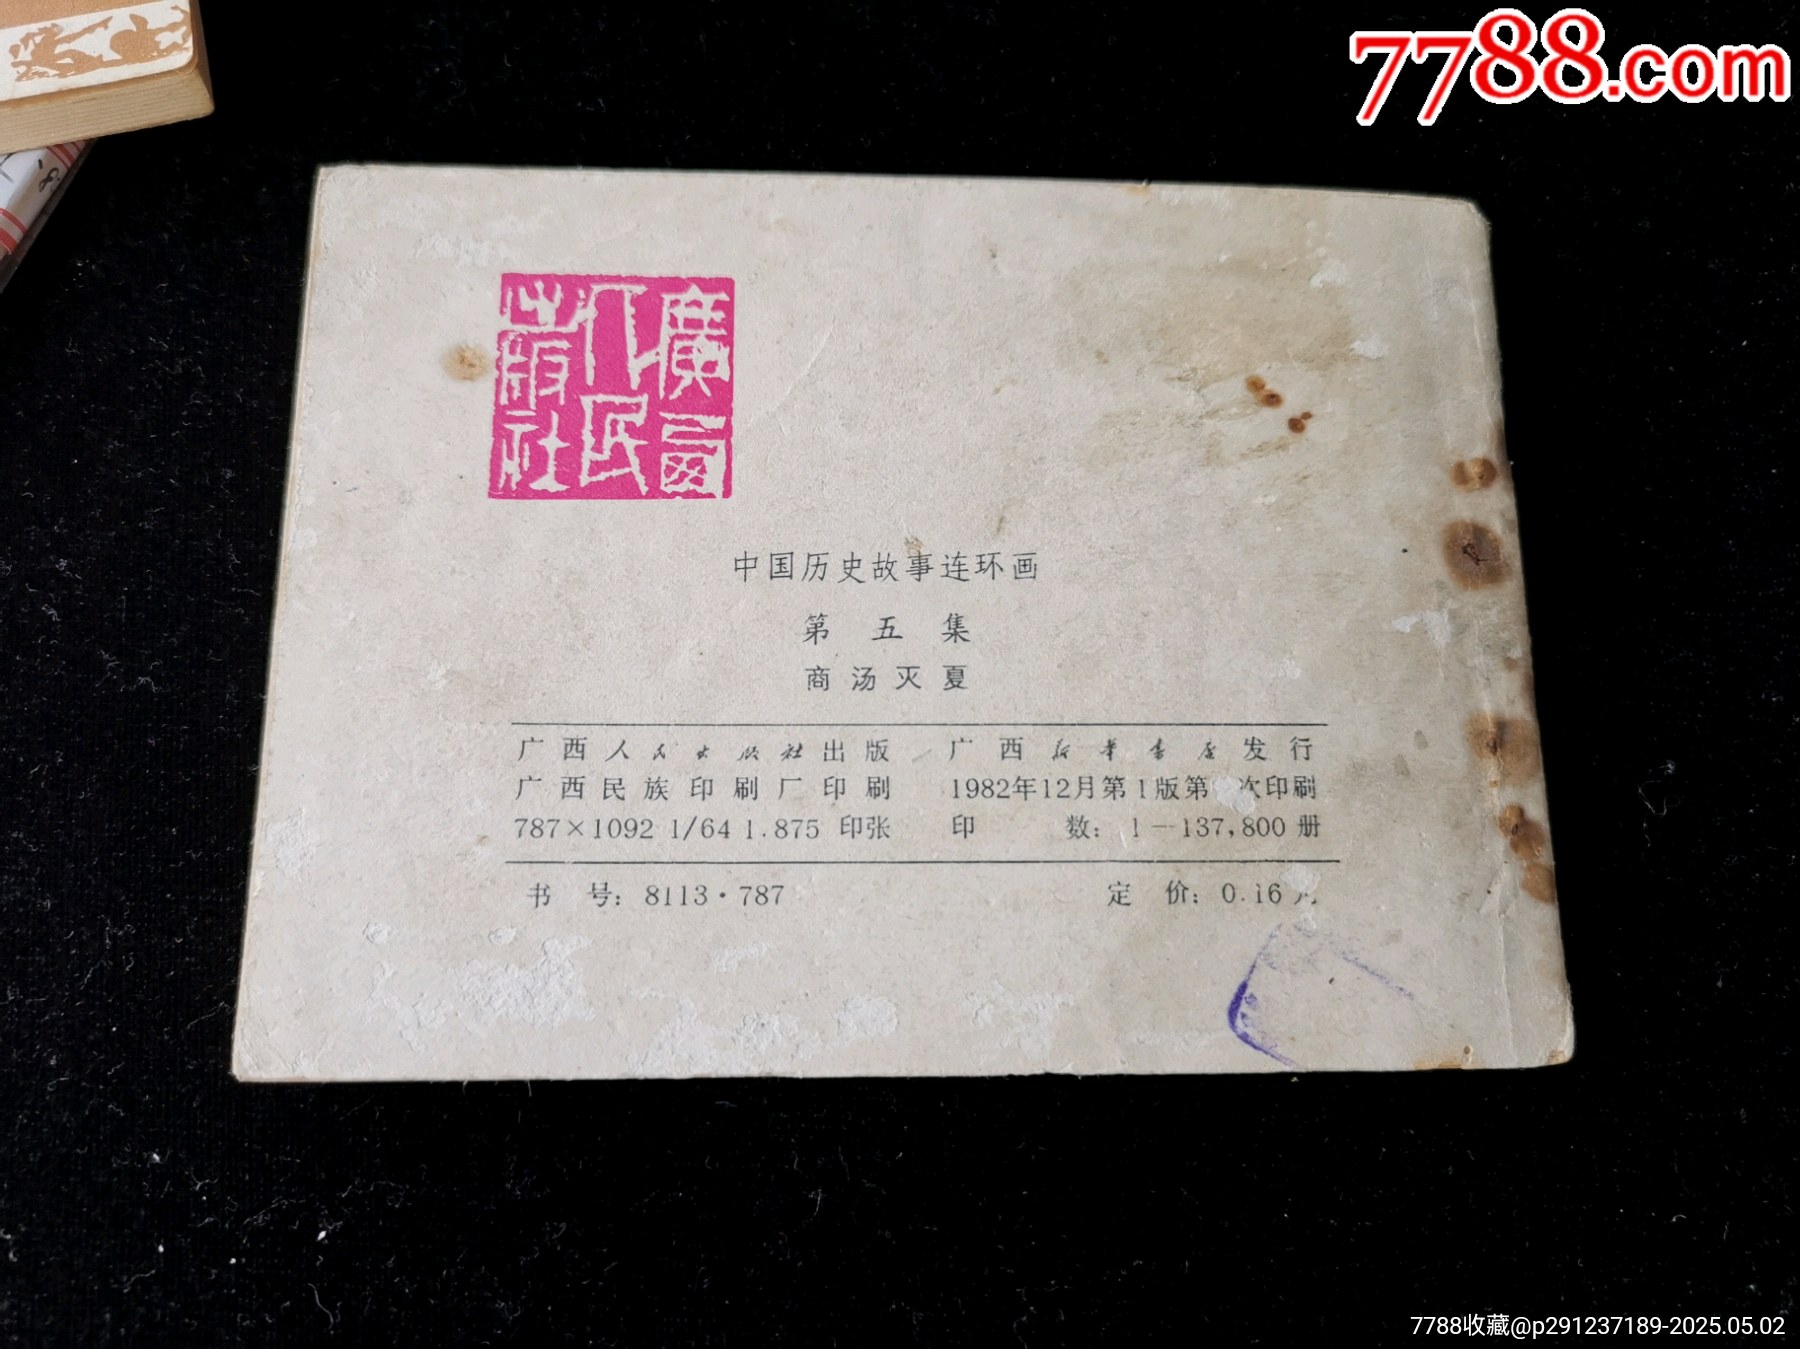 7788.com
廣西人民出版社
中国历史故事连环画
第五集
商汤灭夏
广西人民出版社出版 广西新华书店发行
广西民族印刷厂印刷 1982年12月第1版第 次印刷
787×1092 1/64 1.875 印张 印 数：1—137,800 册
书 号：8113·787 定 价：0.16
7788收藏@p291237189-2025.05.02